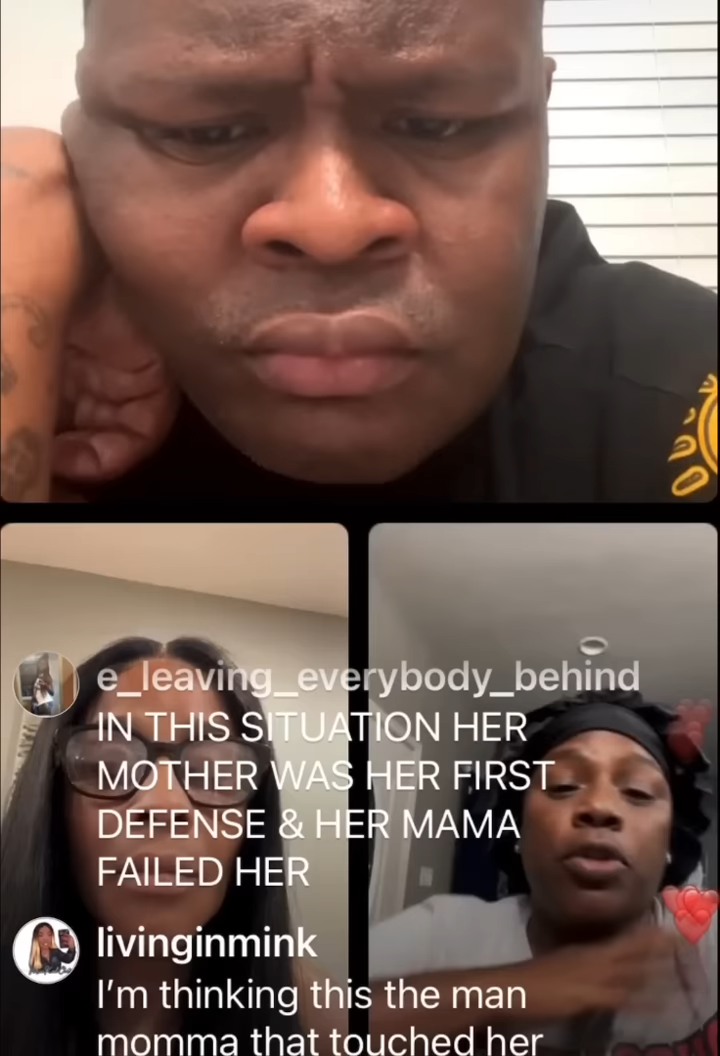 e_leaving_everybody_behind
IN THIS SITUATION HER
MOTHER WAS HER FIRST
DEFENSE & HER MAMA
FAILED HER
livinginmink
I'm thinking this the man
momma that touched her